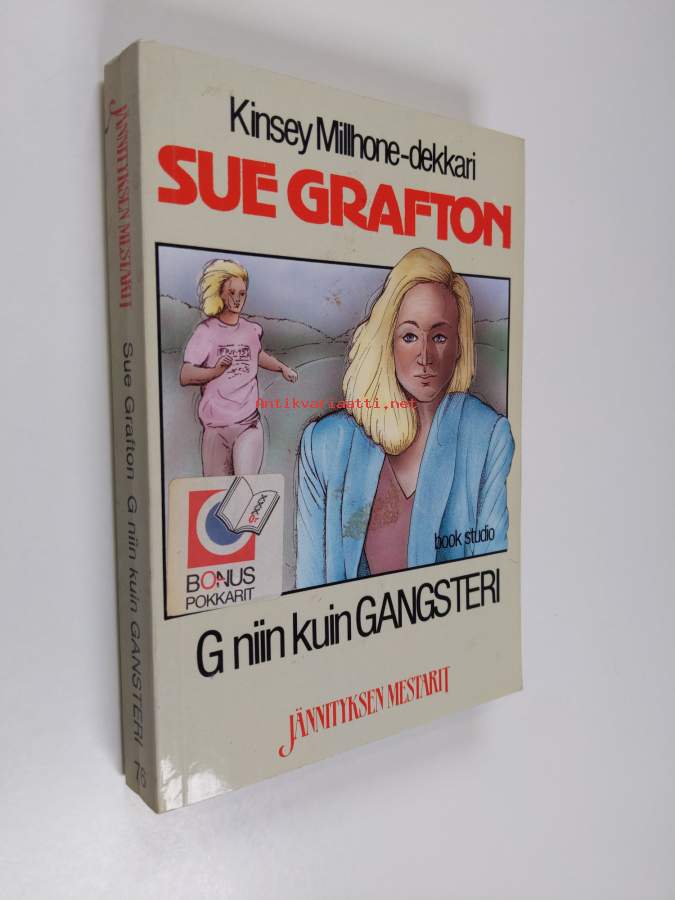 Kinsey Millhone-dekkari
SUE GRAFTON
Antikvariaatti.net
book studio
BONUS
POKKARIT
G niin kuin GANGSTERI
JÄNNITYKSEN MESTARIT
JÄNNITYKSEN MESTARIT
Sue Grafton G niin kuin GANSTERI 76